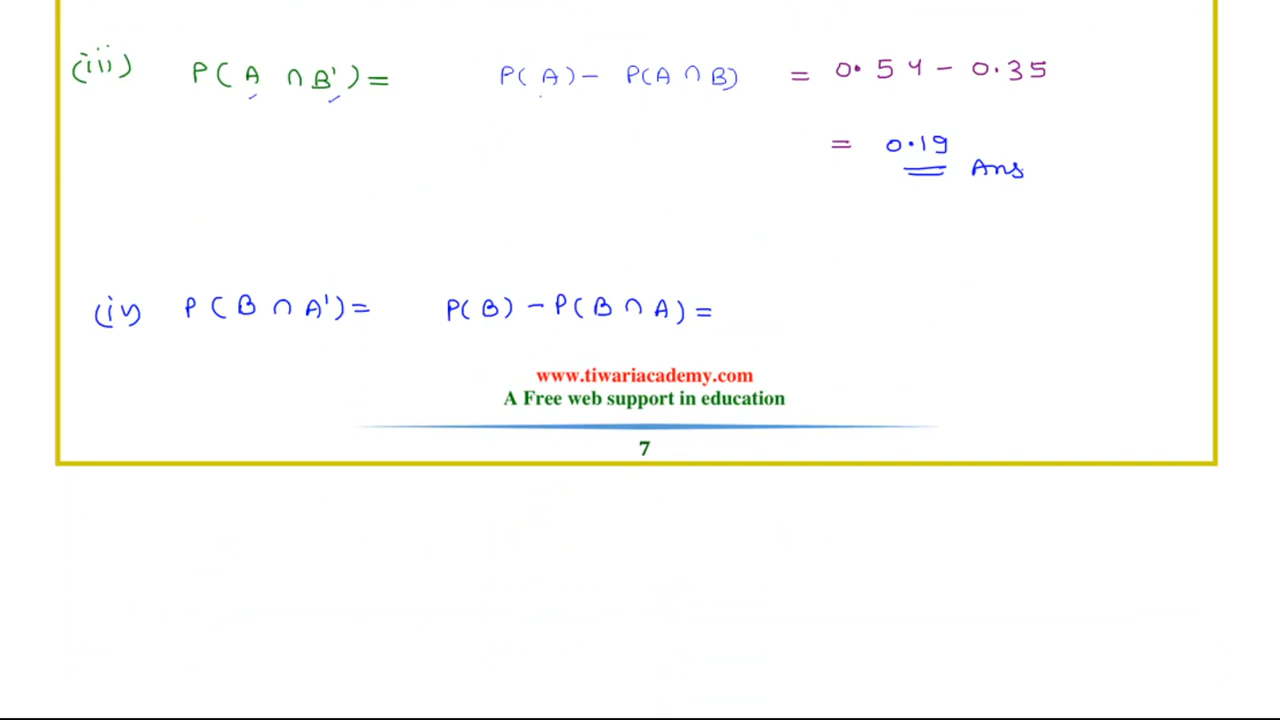 (iii) P(A ∩ B') = P(A) - P(A ∩ B) = 0.54 - 0.35
= 0.19 Ans
(iv) P(B ∩ A') = P(B) - P(B ∩ A) =
www.tiwariacademy.com
A Free web support in education
7